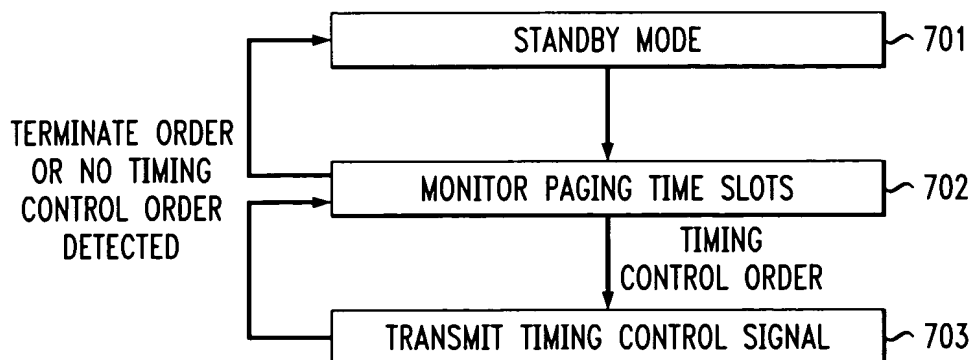 STANDBY MODE 701
TERMINATE ORDER
OR NO TIMING
CONTROL ORDER
DETECTED
MONITOR PAGING TIME SLOTS 702
TIMING
CONTROL ORDER
TRANSMIT TIMING CONTROL SIGNAL 703